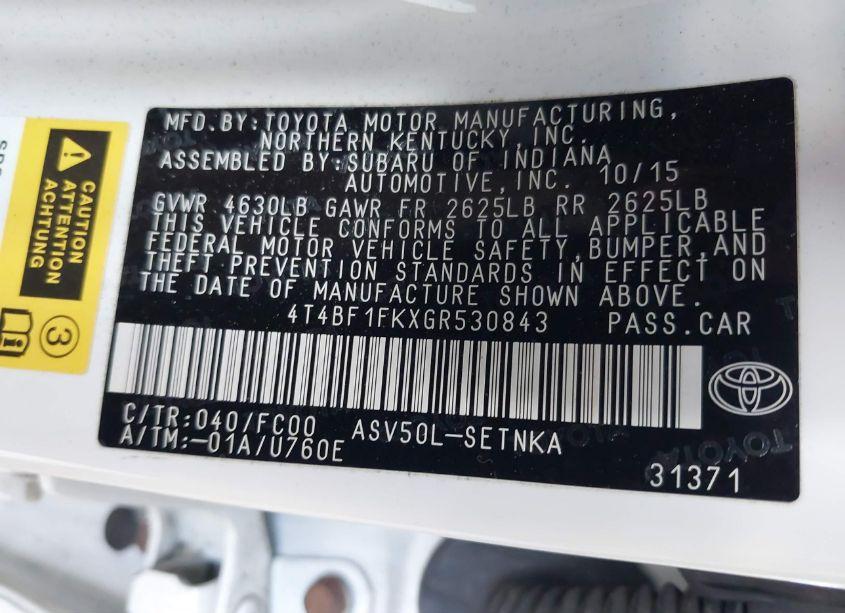 MFD.BY:TOYOTA MOTOR MANUFACTURING,
NORTHERN KENTUCKY,INC.
ASSEMBLED BY:SUBARU OF INDIANA
AUTOMOTIVE,INC. 10/15
GVWR 4630LB GAWR FR 2625LB RR 2625LB
THIS VEHICLE CONFORMS TO ALL APPLICABLE
FEDERAL MOTOR VEHICLE SAFETY,BUMPER,AND
THEFT PREVENTION STANDARDS IN EFFECT ON
THE DATE OF MANUFACTURE SHOWN ABOVE.
4T4BF1FKXGR530843 PASS.CAR
C/TR:040/FC00 ASV50L-SETNKA
A/TM:-01A/U760E
31371
CAUTION
ATTENTION
ACHTUNG
3
TOYOTA